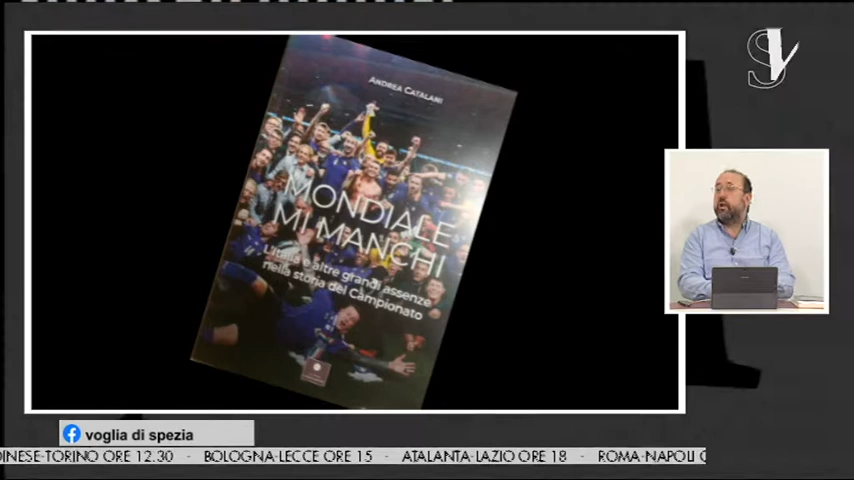 ANDREA CATALANI
MONDIALE
MI MANCHI
L'Italia e altre grandi assenze
nella storia del Campionato
SV
voglia di spezia
DINESE-TORINO ORE 12.30 - BOLOGNA-LECCE ORE 15 - ATALANTA-LAZIO ORE 18 - ROMA-NAPOLI O